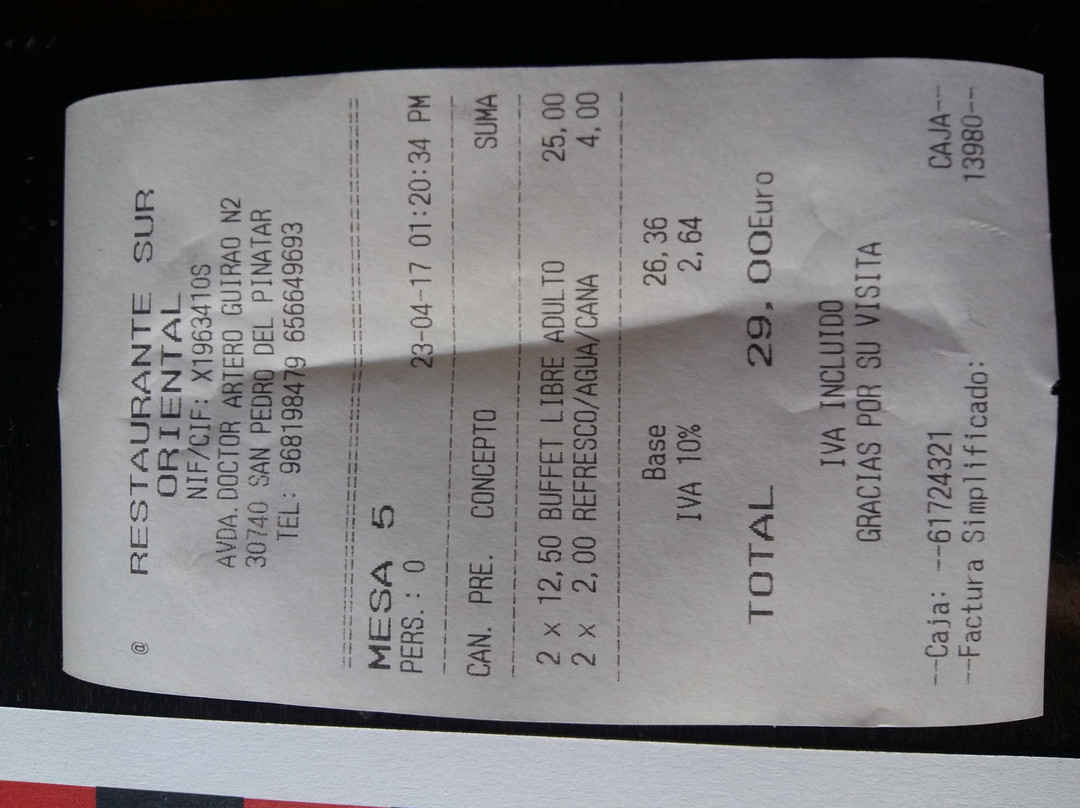 @ RESTAURANTE SUR
ORIENTAL
NIF/CIF: X1963410S
AVDA.DOCTOR ARTERO GUIRAO N2
30740 SAN PEDRO DEL PINATAR
TEL: 968198479 656649693
MESA 5
PERS.: 0 23-04-17 01:20:34 PM
CAN. PRE. CONCEPTO SUMA
2 x 12,50 BUFFET LIBRE ADULTO 25,00
2 x 2,00 REFRESCO/AGUA/CANA 4,00
Base 26,36
IVA 10% 2,64
TOTAL 29,00Euro
IVA INCLUIDO
GRACIAS POR SU VISITA
--Caja: --61724321 CAJA--
--Factura Simplificado: 13980--